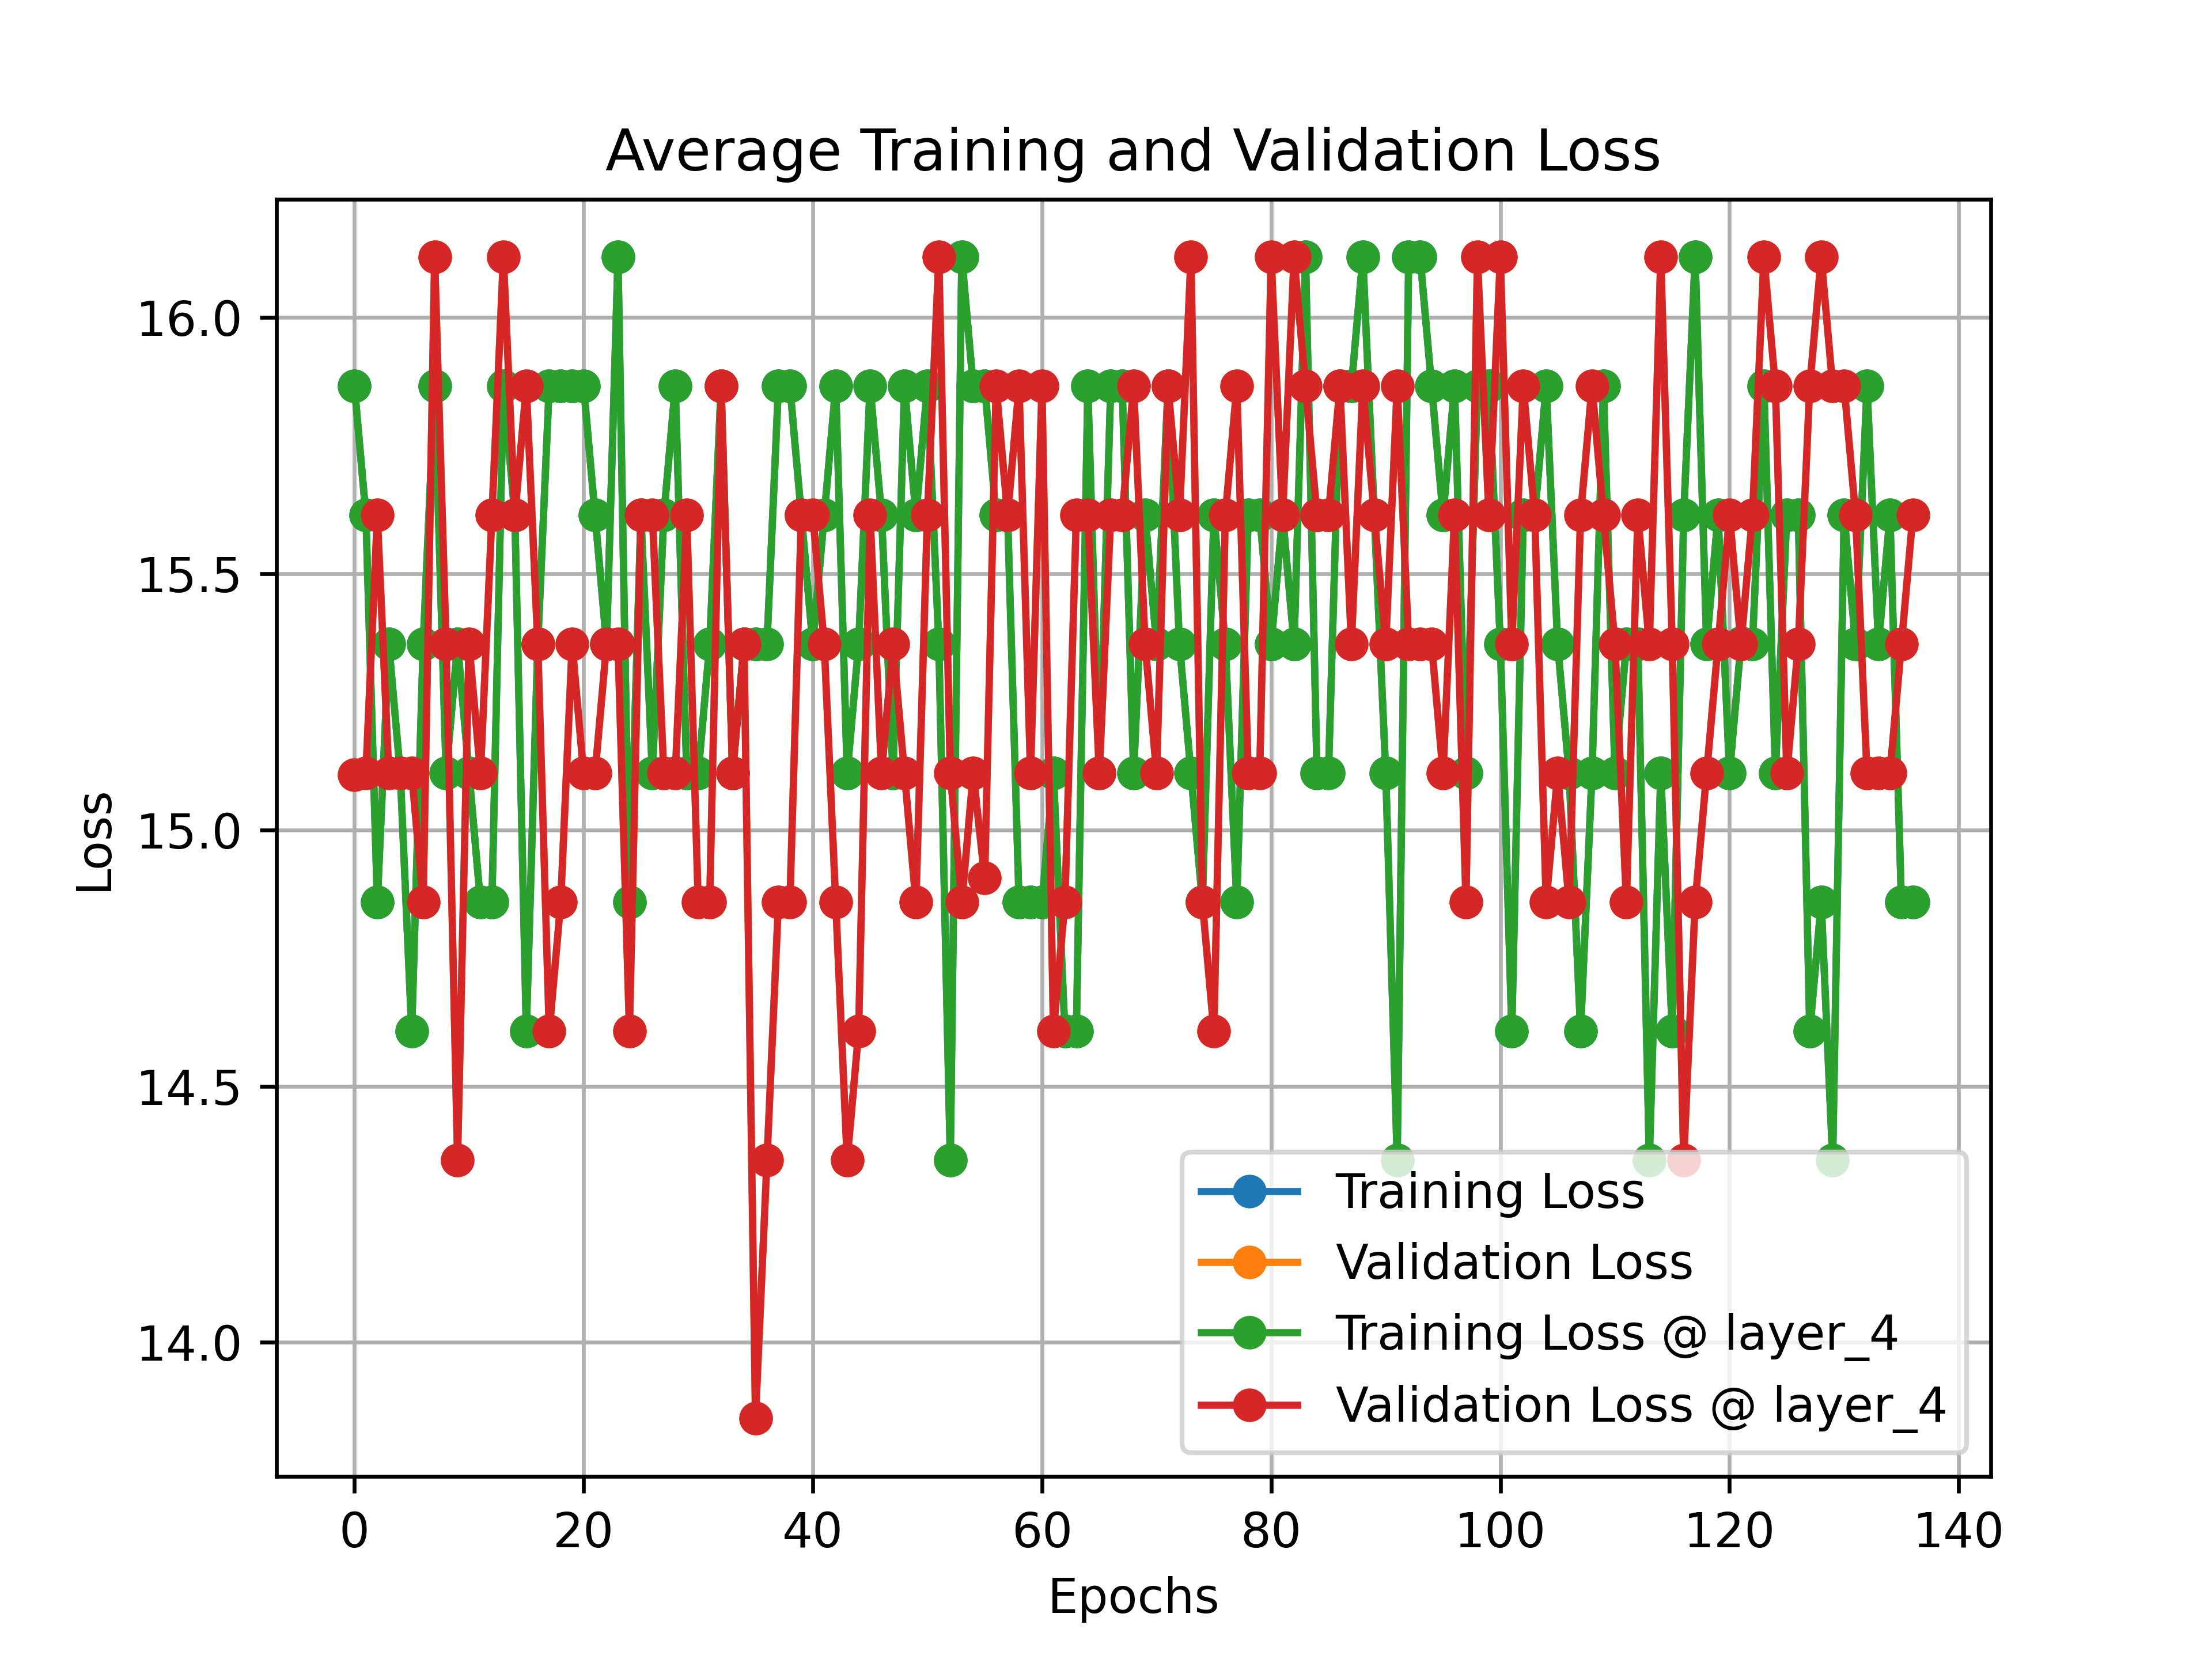 Average Training and Validation Loss
16.0
15.5
15.0
14.5
14.0
Loss
0 20 40 60 80 100 120 140
Epochs
Training Loss
Validation Loss
Training Loss @ layer_4
Validation Loss @ layer_4